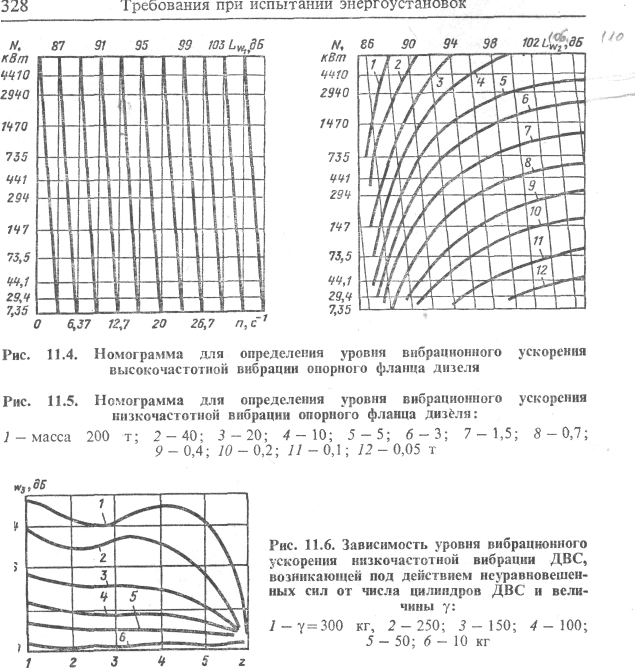 328 Требования при испытании энергоустановок
N, кВт 87 91 95 99 103 Lw1, дБ
4410
2940
1470
735
441
294
147
73,5
44,1
29,4
7,35
0 6,37 12,7 20 26,7 n, с⁻¹
N, кВт 86 90 94 98 102 Lw2, дБ
106 110
4410
2940
1470
735
441
294
147
73,5
44,1
29,4
7,35
1 2 3 4 5 6 7 8 9 10 11 12
Рис. 11.4. Номограмма для определения уровня вибрационного ускорения
высокочастотной вибрации опорного фланца дизеля
Рис. 11.5. Номограмма для определения уровня вибрационного ускорения
низкочастотной вибрации опорного фланца дизеля:
1 — масса 200 т; 2 — 40; 3 — 20; 4 — 10; 5 — 5; 6 — 3; 7 — 1,5; 8 — 0,7;
9 — 0,4; 10 — 0,2; 11 — 0,1; 12 — 0,05 т
w3, дБ
4
6
1 2 3 4 5 6
1 2 3 4 5 z
Рис. 11.6. Зависимость уровня вибрационного
ускорения низкочастотной вибрации ДВС,
возникающей под действием неуравновешен-
ных сил от числа цилиндров ДВС и вели-
чины γ:
1 — γ=300 кг, 2 — 250; 3 — 150; 4 — 100;
5 — 50; 6 — 10 кг